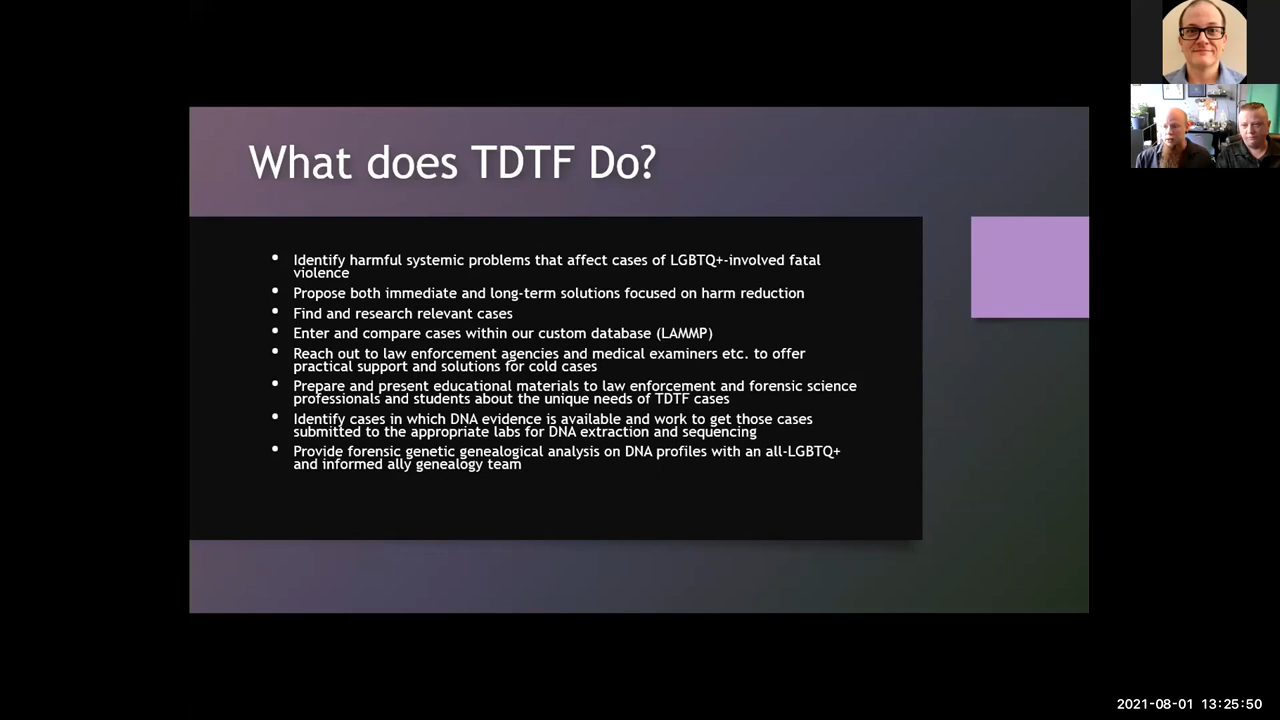 What does TDTF Do?
• Identify harmful systemic problems that affect cases of LGBTQ+-involved fatal
violence
• Propose both immediate and long-term solutions focused on harm reduction
• Find and research relevant cases
• Enter and compare cases within our custom database (LAMMP)
• Reach out to law enforcement agencies and medical examiners etc. to offer
practical support and solutions for cold cases
• Prepare and present educational materials to law enforcement and forensic science
professionals and students about the unique needs of TDTF cases
• Identify cases in which DNA evidence is available and work to get those cases
submitted to the appropriate labs for DNA extraction and sequencing
• Provide forensic genetic genealogical analysis on DNA profiles with an all-LGBTQ+
and informed ally genealogy team
2021-08-01 13:25:50